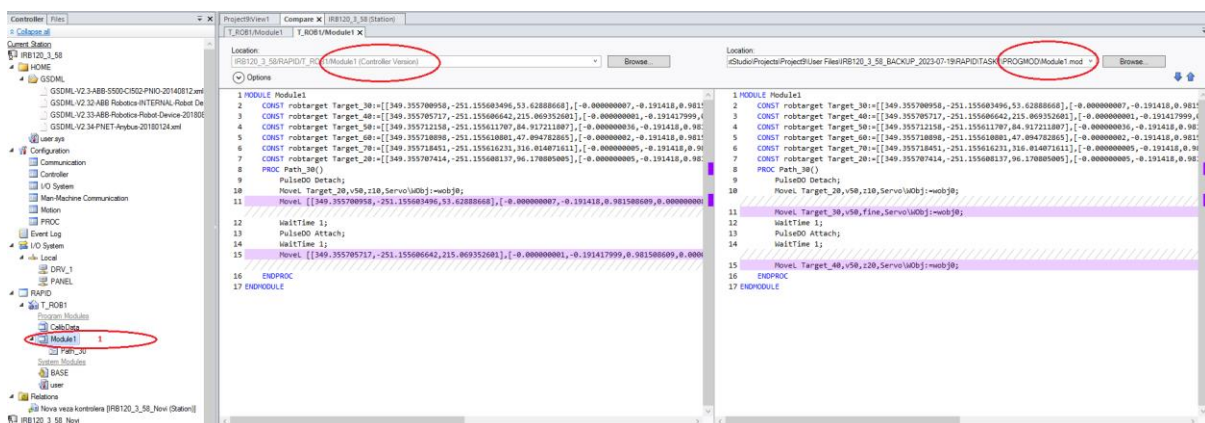 Controller Files
Collapse all
Current Station
IRB120_3_58
HOME
GSDML
GSDML-V2.3-ABB-S500-CI502-PNIO-20140812.xml
GSDML-V2.32-ABB Robotics-INTERNAL-Robot De
GSDML-V2.33-ABB-Robotics-Robot-Device-201808
GSDML-V2.34-PNET-Anybus-20180124.xml
user.sys
Configuration
Communication
Controller
I/O System
Man-Machine Communication
Motion
PROC
Event Log
I/O System
Local
DRV_1
PANEL
RAPID
T_ROB1
Program Modules
CalibData
Module1 1
Path_30
System Modules
BASE
user
Relations
Nova veza kontrolera [IRB120_3_58_Novi (Station)]
IRB120_3_58_Novi
Project9:View1 Compare X IRB120_3_58 (Station)
T_ROB1/Module1 T_ROB1/Module1 X
Location:
IRB120_3_58/RAPID/T_ROB1/Module1 (Controller Version) Browse...
Options
1 MODULE Module1
2 CONST robtarget Target_30:=[[349.355700958,-251.155603496,53.62888668],[-0.000000007,-0.191418,0.981
3 CONST robtarget Target_40:=[[349.355705717,-251.155606642,215.069352601],[-0.000000001,-0.191417999,
4 CONST robtarget Target_50:=[[349.355712158,-251.155611707,84.917211807],[-0.000000036,-0.191418,0.98
5 CONST robtarget Target_60:=[[349.355710898,-251.155610801,47.094782865],[-0.000000002,-0.191418,0.98
6 CONST robtarget Target_70:=[[349.355718451,-251.155616231,316.014071611],[-0.000000005,-0.191418,0.9
7 CONST robtarget Target_20:=[[349.355707414,-251.155608137,96.170805005],[-0.000000005,-0.191418,0.98
8 PROC Path_30()
9 PulseDO Detach;
10 MoveL Target_20,v50,z10,Servo\WObj:=wobj0;
11 MoveL [[349.355700958,-251.155603496,53.62888668],[-0.000000007,-0.191418,0.981508609,0.00000000
12 WaitTime 1;
13 PulseDO Attach;
14 WaitTime 1;
15 MoveL [[349.355705717,-251.155606642,215.069352601],[-0.000000001,-0.191417999,0.981508609,0.000
16 ENDPROC
17 ENDMODULE
Location:
tStudio\Projects\Project9\User Files\IRB120_3_58_BACKUP_2023-07-19\RAPID\TASK1\PROGMOD\Module1.mod Browse...
1 MODULE Module1
2 CONST robtarget Target_30:=[[349.355700958,-251.155603496,53.62888668],[-0.000000007,-0.191418,0.981
3 CONST robtarget Target_40:=[[349.355705717,-251.155606642,215.069352601],[-0.000000001,-0.191417999,
4 CONST robtarget Target_50:=[[349.355712158,-251.155611707,84.917211807],[-0.000000036,-0.191418,0.98
5 CONST robtarget Target_60:=[[349.355710898,-251.155610801,47.094782865],[-0.000000002,-0.191418,0.98
6 CONST robtarget Target_70:=[[349.355718451,-251.155616231,316.014071611],[-0.000000005,-0.191418,0.9
7 CONST robtarget Target_20:=[[349.355707414,-251.155608137,96.170805005],[-0.000000005,-0.191418,0.98
8 PROC Path_30()
9 PulseDO Detach;
10 MoveL Target_20,v50,z10,Servo\WObj:=wobj0;
11 MoveL Target_30,v50,fine,Servo\WObj:=wobj0;
12 WaitTime 1;
13 PulseDO Attach;
14 WaitTime 1;
15 MoveL Target_40,v50,z20,Servo\WObj:=wobj0;
16 ENDPROC
17 ENDMODULE